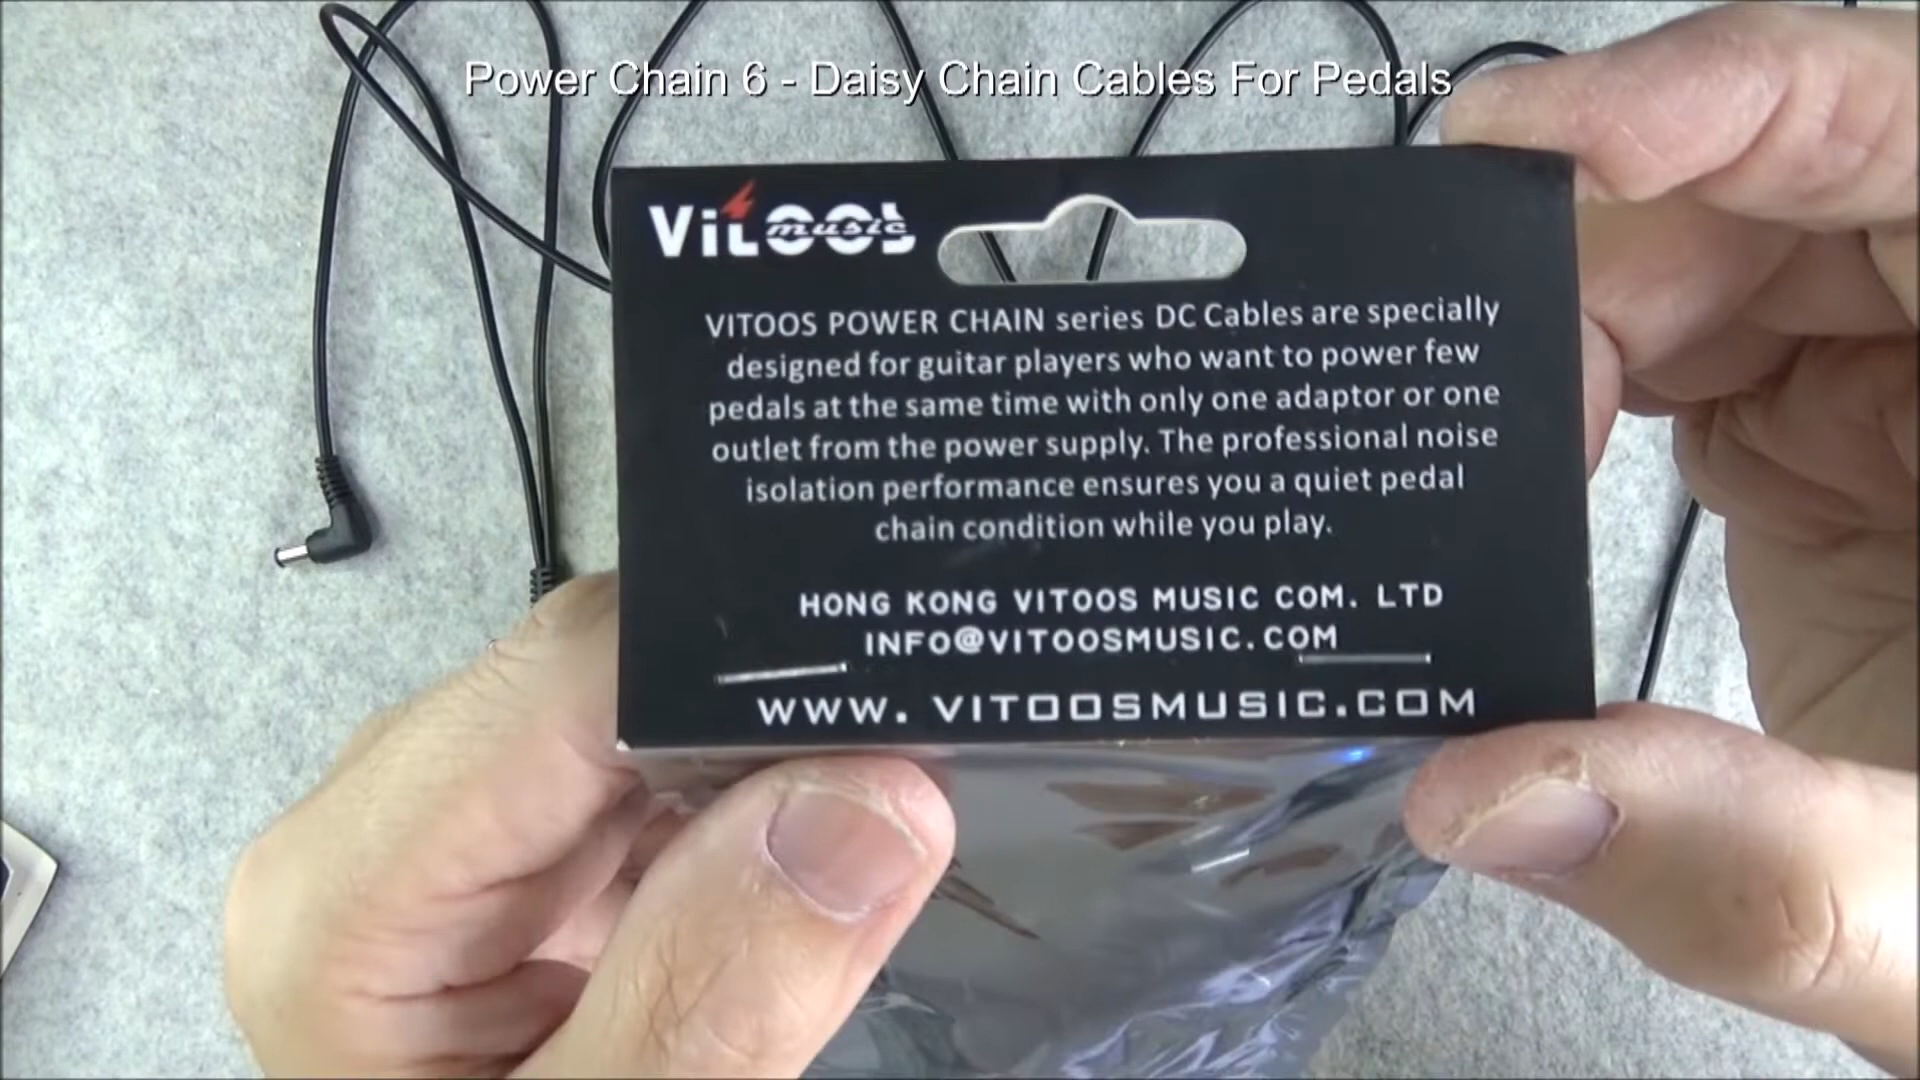 Power Chain 6 - Daisy Chain Cables For Pedals
Vitoos
music
VITOOS POWER CHAIN series DC Cables are specially
designed for guitar players who want to power few
pedals at the same time with only one adaptor or one
outlet from the power supply. The professional noise
isolation performance ensures you a quiet pedal
chain condition while you play.
HONG KONG VITOOS MUSIC COM. LTD
INFO@VITOOSMUSIC.COM
WWW. VITOOSMUSIC.COM